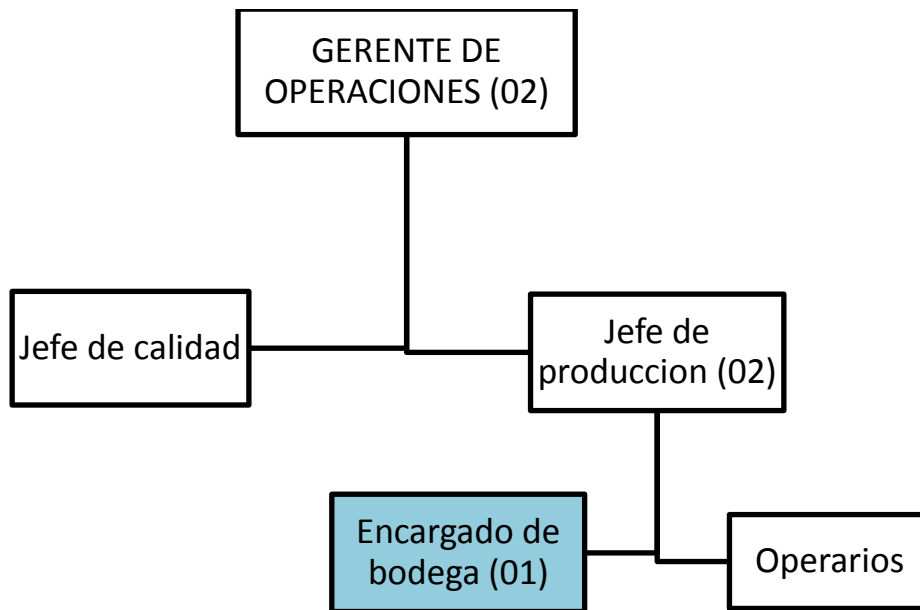 GERENTE DE
OPERACIONES (02)
Jefe de calidad
Jefe de
produccion (02)
Encargado de
bodega (01)
Operarios